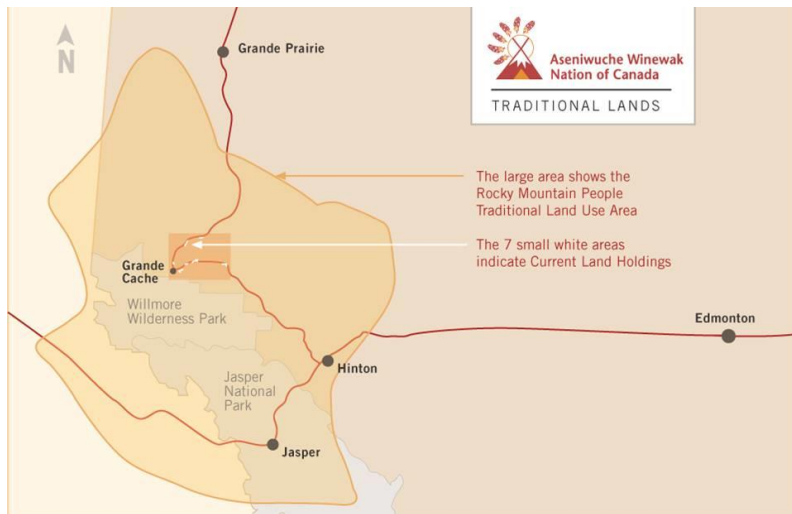 N
Grande Prairie
Aseniwuche Winewak
Nation of Canada
TRADITIONAL LANDS
The large area shows the
Rocky Mountain People
Traditional Land Use Area
The 7 small white areas
indicate Current Land Holdings
Grande
Cache
Willmore
Wilderness Park
Edmonton
Hinton
Jasper
National
Park
Jasper